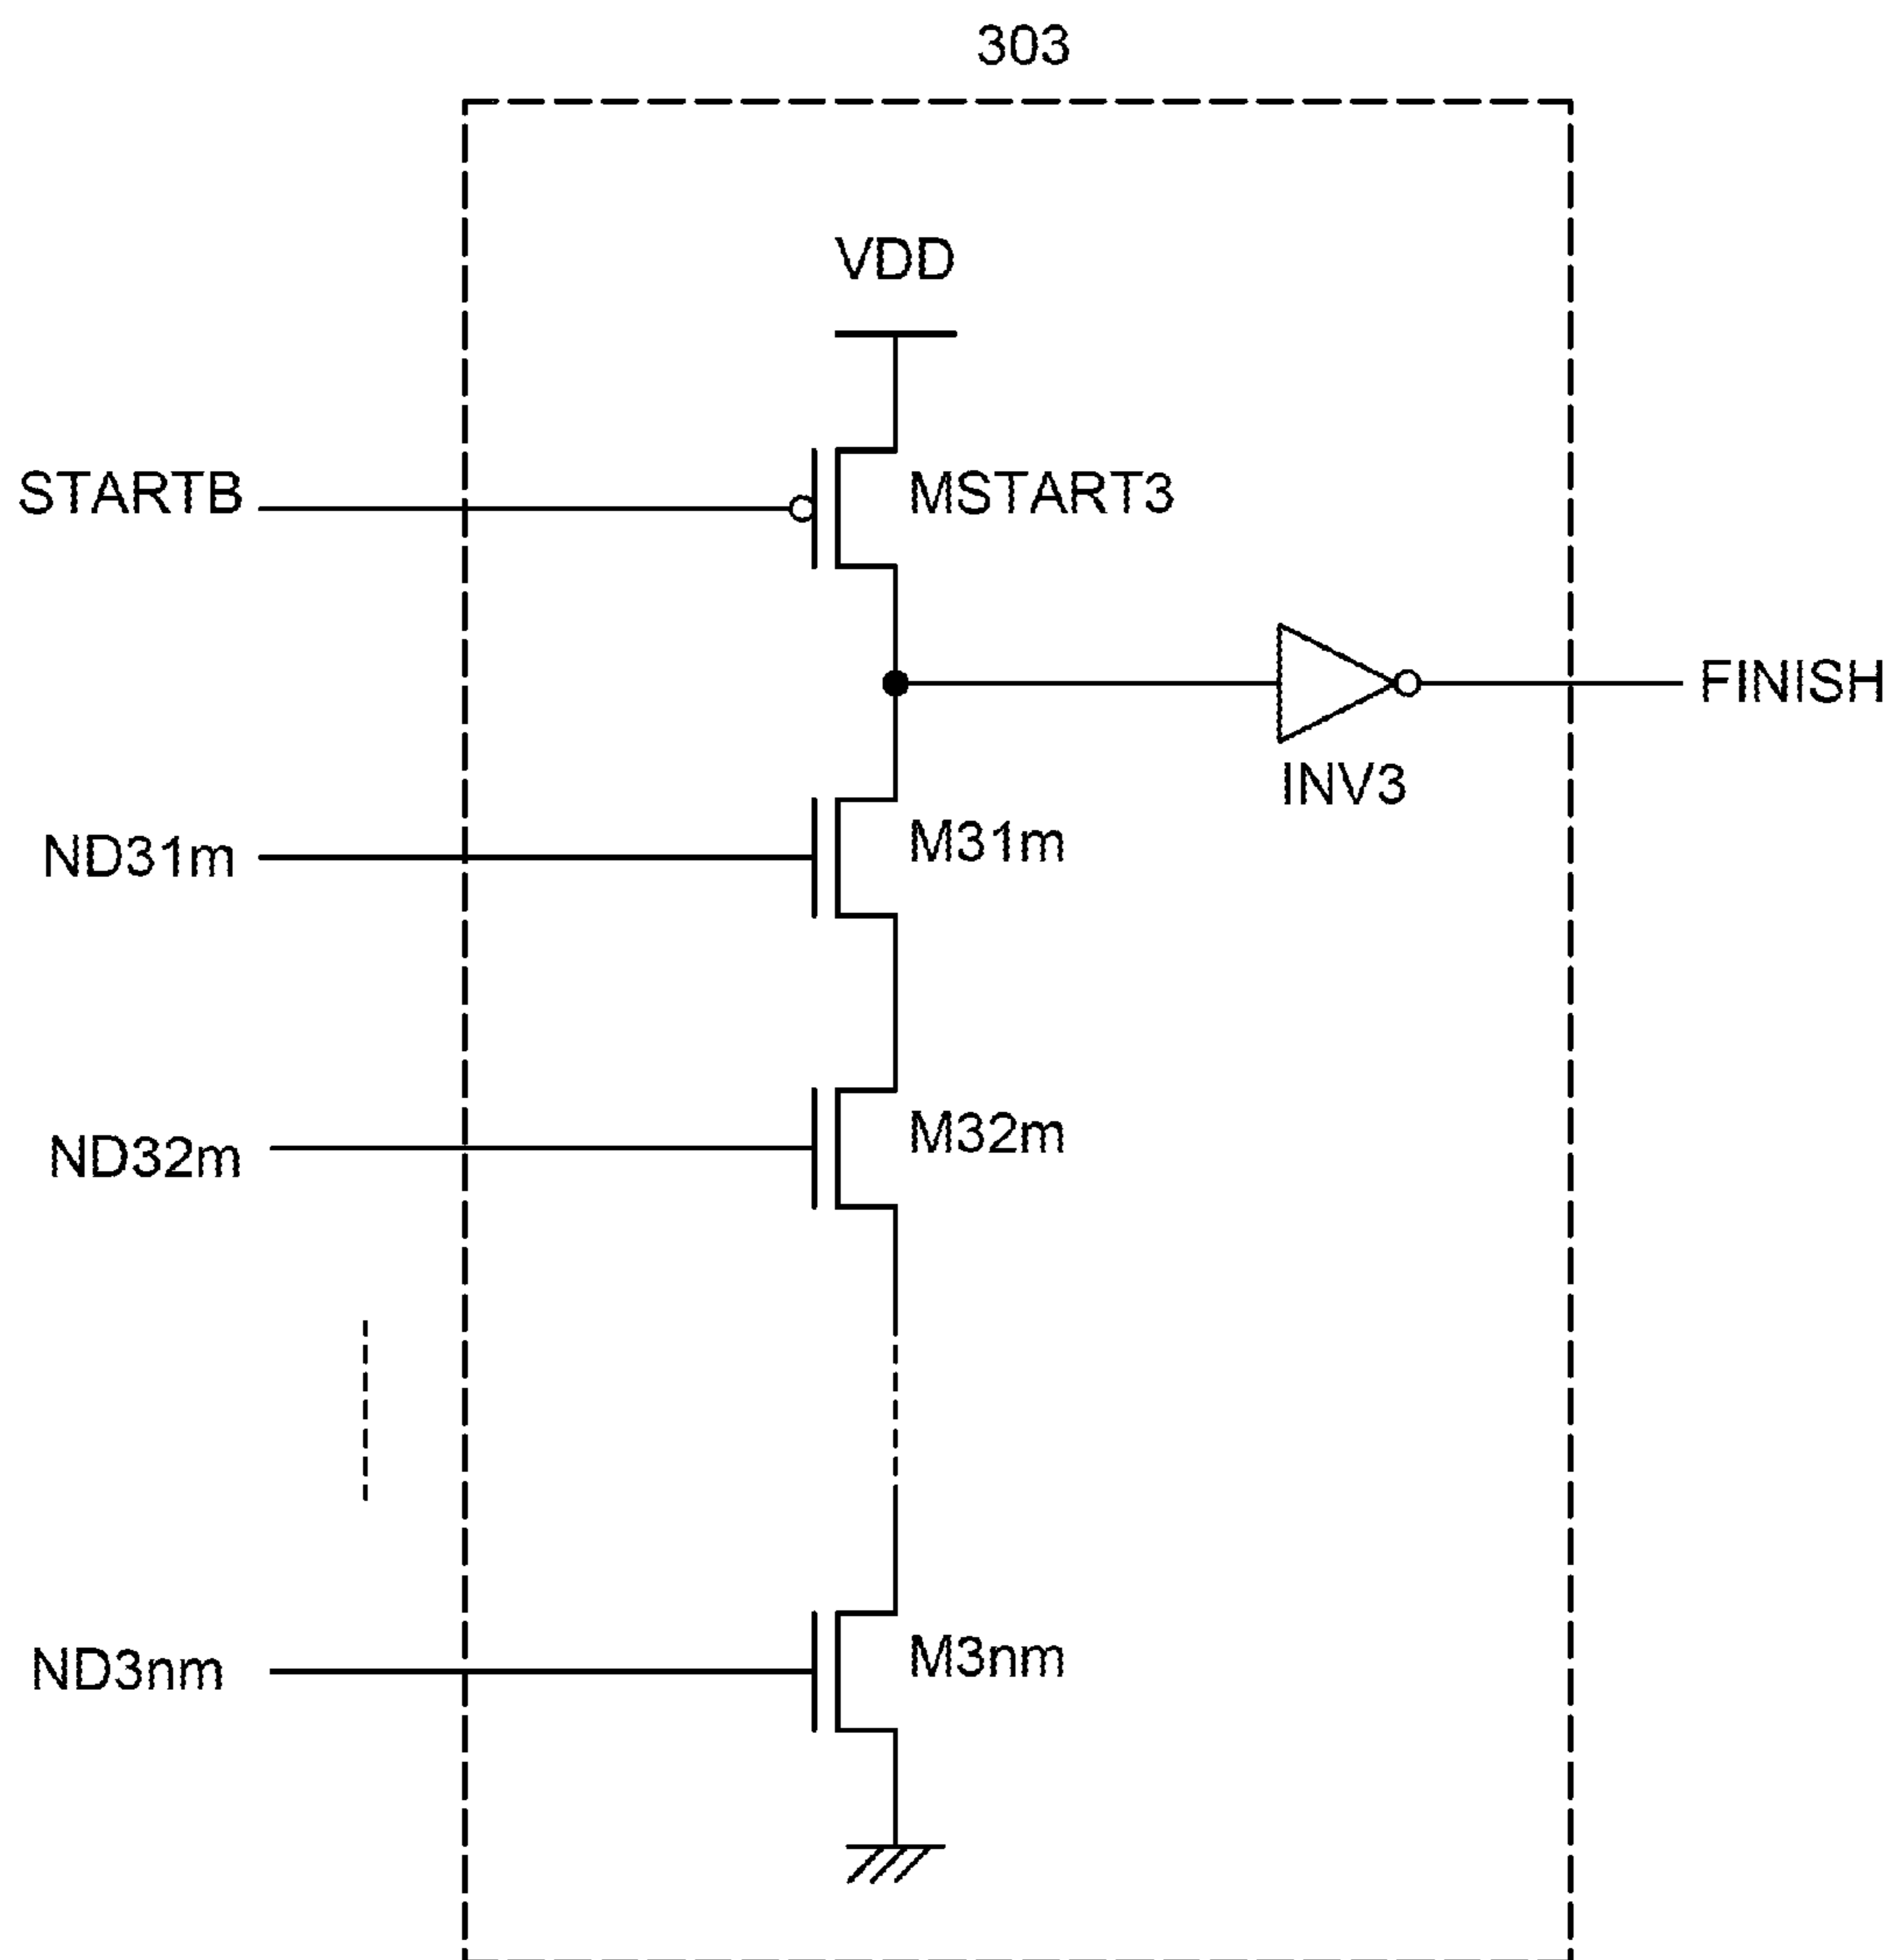 303
VDD
STARTB
MSTART3
FINISH
INV3
ND31m
M31m
ND32m
M32m
ND3nm
M3nm